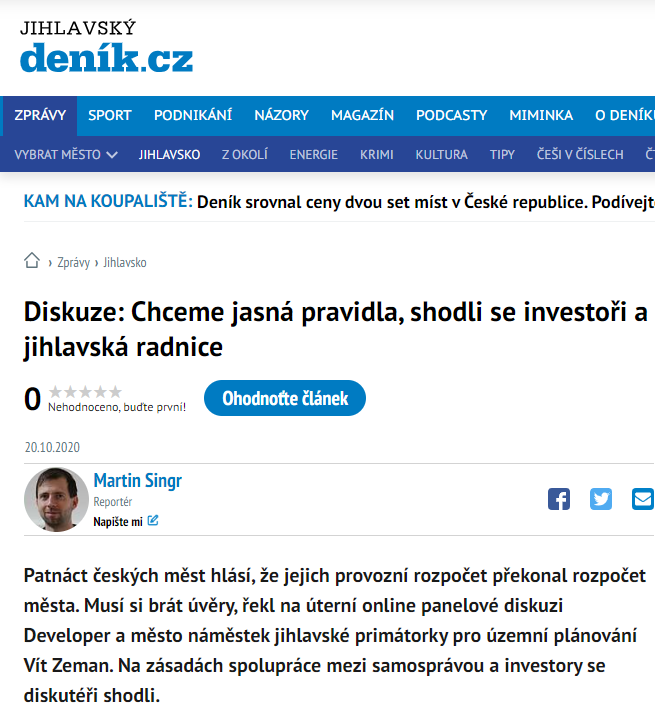 JIHLAVSKÝ
deník.cz
ZPRÁVY SPORT PODNIKÁNÍ NÁZORY MAGAZÍN PODCASTY MIMINKA O DENÍKU
VYBRAT MĚSTO JIHLAVSKO Z OKOLÍ ENERGIE KRIMI KULTURA TIPY ČEŠI V ČÍSLECH
KAM NA KOUPALIŠTĚ: Deník srovnal ceny dvou set míst v České republice. Podívejt
› Zprávy › Jihlavsko
Diskuze: Chceme jasná pravidla, shodli se investoři a
jihlavská radnice
0
Nehodnoceno, buďte první!
Ohodnoťte článek
20.10.2020
Martin Singr
Reportér
Napište mi
Patnáct českých měst hlásí, že jejich provozní rozpočet překonal rozpočet
města. Musí si brát úvěry, řekl na úterní online panelové diskuzi
Developer a město náměstek jihlavské primátorky pro územní plánování
Vít Zeman. Na zásadách spolupráce mezi samosprávou a investory se
diskutéři shodli.